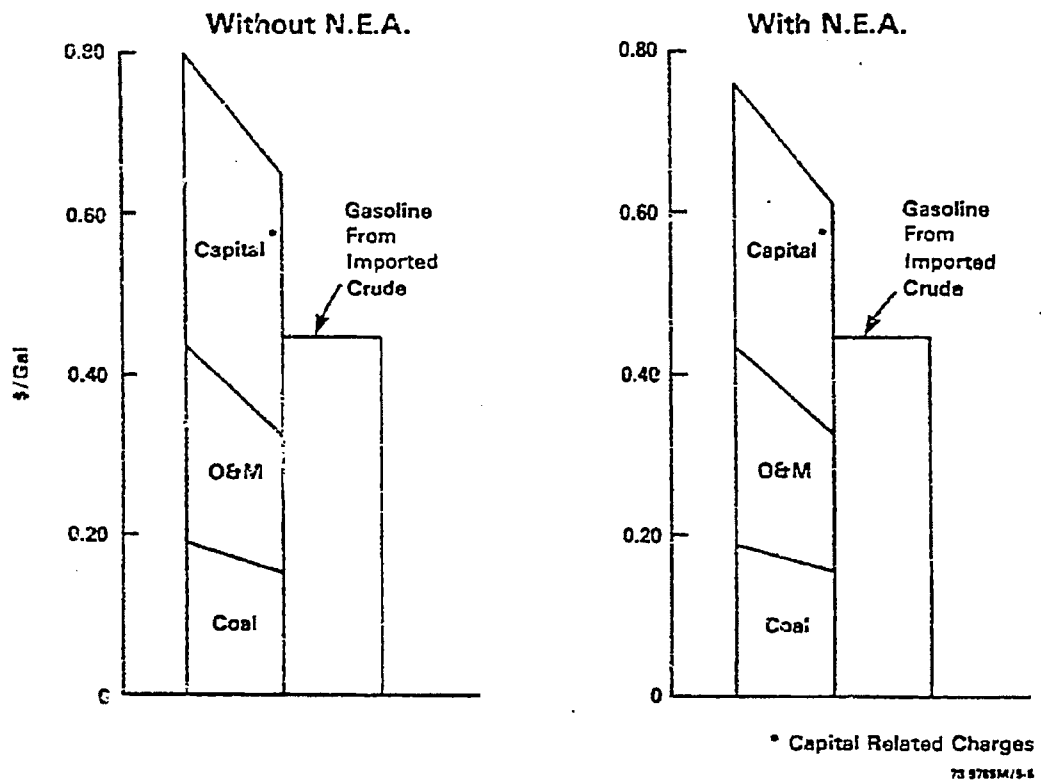 Without N.E.A.
0.80
0.60
0.40
0.20
0
$/Gal
Capital*
O&M
Coal
Gasoline
From
Imported
Crude
With N.E.A.
0.80
0.60
0.40
0.20
0
Capital*
O&M
Coal
Gasoline
From
Imported
Crude
* Capital Related Charges